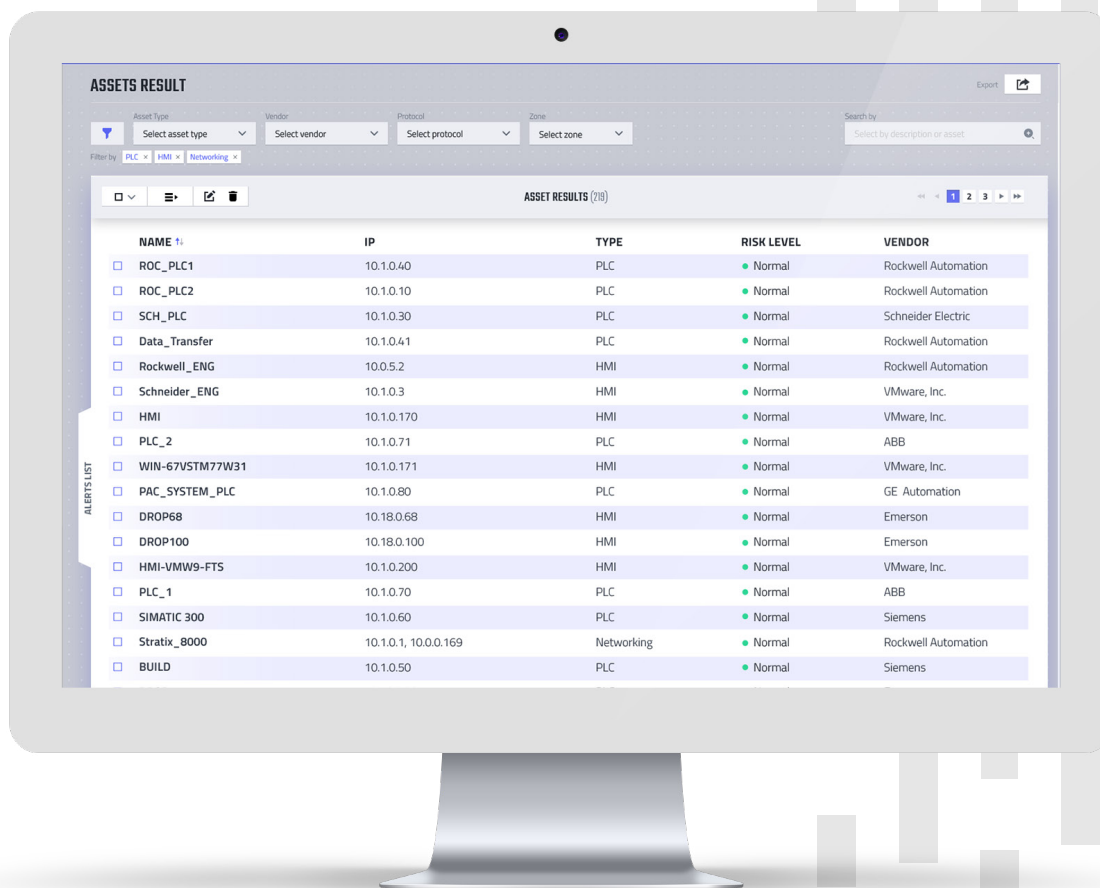 ASSETS RESULT
Export
Asset Type Vendor Protocol Zone Search by
Select asset type Select vendor Select protocol Select zone Select by description or asset
Filter by PLC × HMI × Networking ×
ASSET RESULTS (219) 1 2 3
NAME IP TYPE RISK LEVEL VENDOR
ROC_PLC1 10.1.0.40 PLC Normal Rockwell Automation
ROC_PLC2 10.1.0.10 PLC Normal Rockwell Automation
SCH_PLC 10.1.0.30 PLC Normal Schneider Electric
Data_Transfer 10.1.0.41 PLC Normal Rockwell Automation
Rockwell_ENG 10.0.5.2 HMI Normal Rockwell Automation
Schneider_ENG 10.1.0.3 HMI Normal VMware, Inc.
HMI 10.1.0.170 HMI Normal VMware, Inc.
PLC_2 10.1.0.71 PLC Normal ABB
WIN-67VSTM77W31 10.1.0.171 HMI Normal VMware, Inc.
PAC_SYSTEM_PLC 10.1.0.80 PLC Normal GE Automation
DROP68 10.18.0.68 HMI Normal Emerson
DROP100 10.18.0.100 HMI Normal Emerson
HMI-VMW9-FTS 10.1.0.200 HMI Normal VMware, Inc.
PLC_1 10.1.0.70 PLC Normal ABB
SIMATIC 300 10.1.0.60 PLC Normal Siemens
Stratix_8000 10.1.0.1, 10.0.0.169 Networking Normal Rockwell Automation
BUILD 10.1.0.50 PLC Normal Siemens
ALERTS LIST